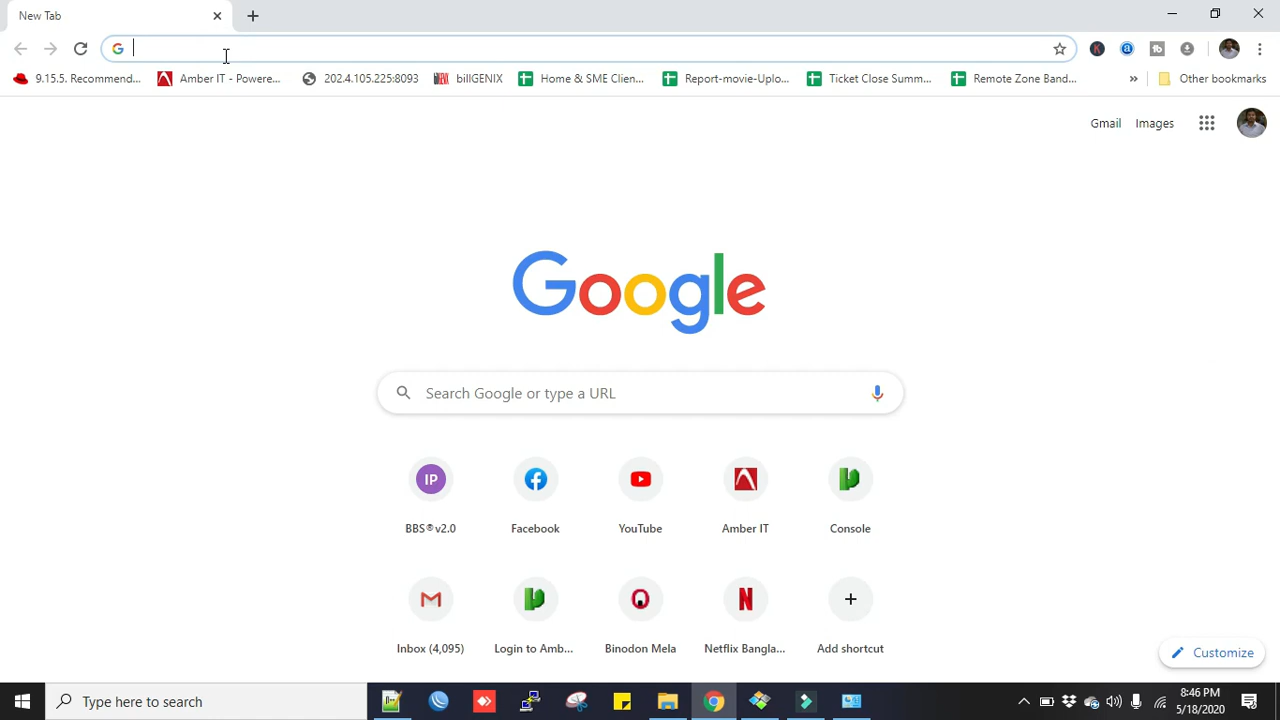 New Tab
9.15.5. Recommend...
Amber IT - Powere...
202.4.105.225:8093
billGENIX
Home & SME Clien...
Report-movie-Uplo...
Ticket Close Summ...
Remote Zone Band...
»
Other bookmarks
Gmail
Images
Google
Search Google or type a URL
IP
BBS®v2.0
Facebook
YouTube
Amber IT
Console
Inbox (4,095)
Login to Amb...
Binodon Mela
Netflix Bangla...
Add shortcut
Customize
Type here to search
8:46 PM
5/18/2020